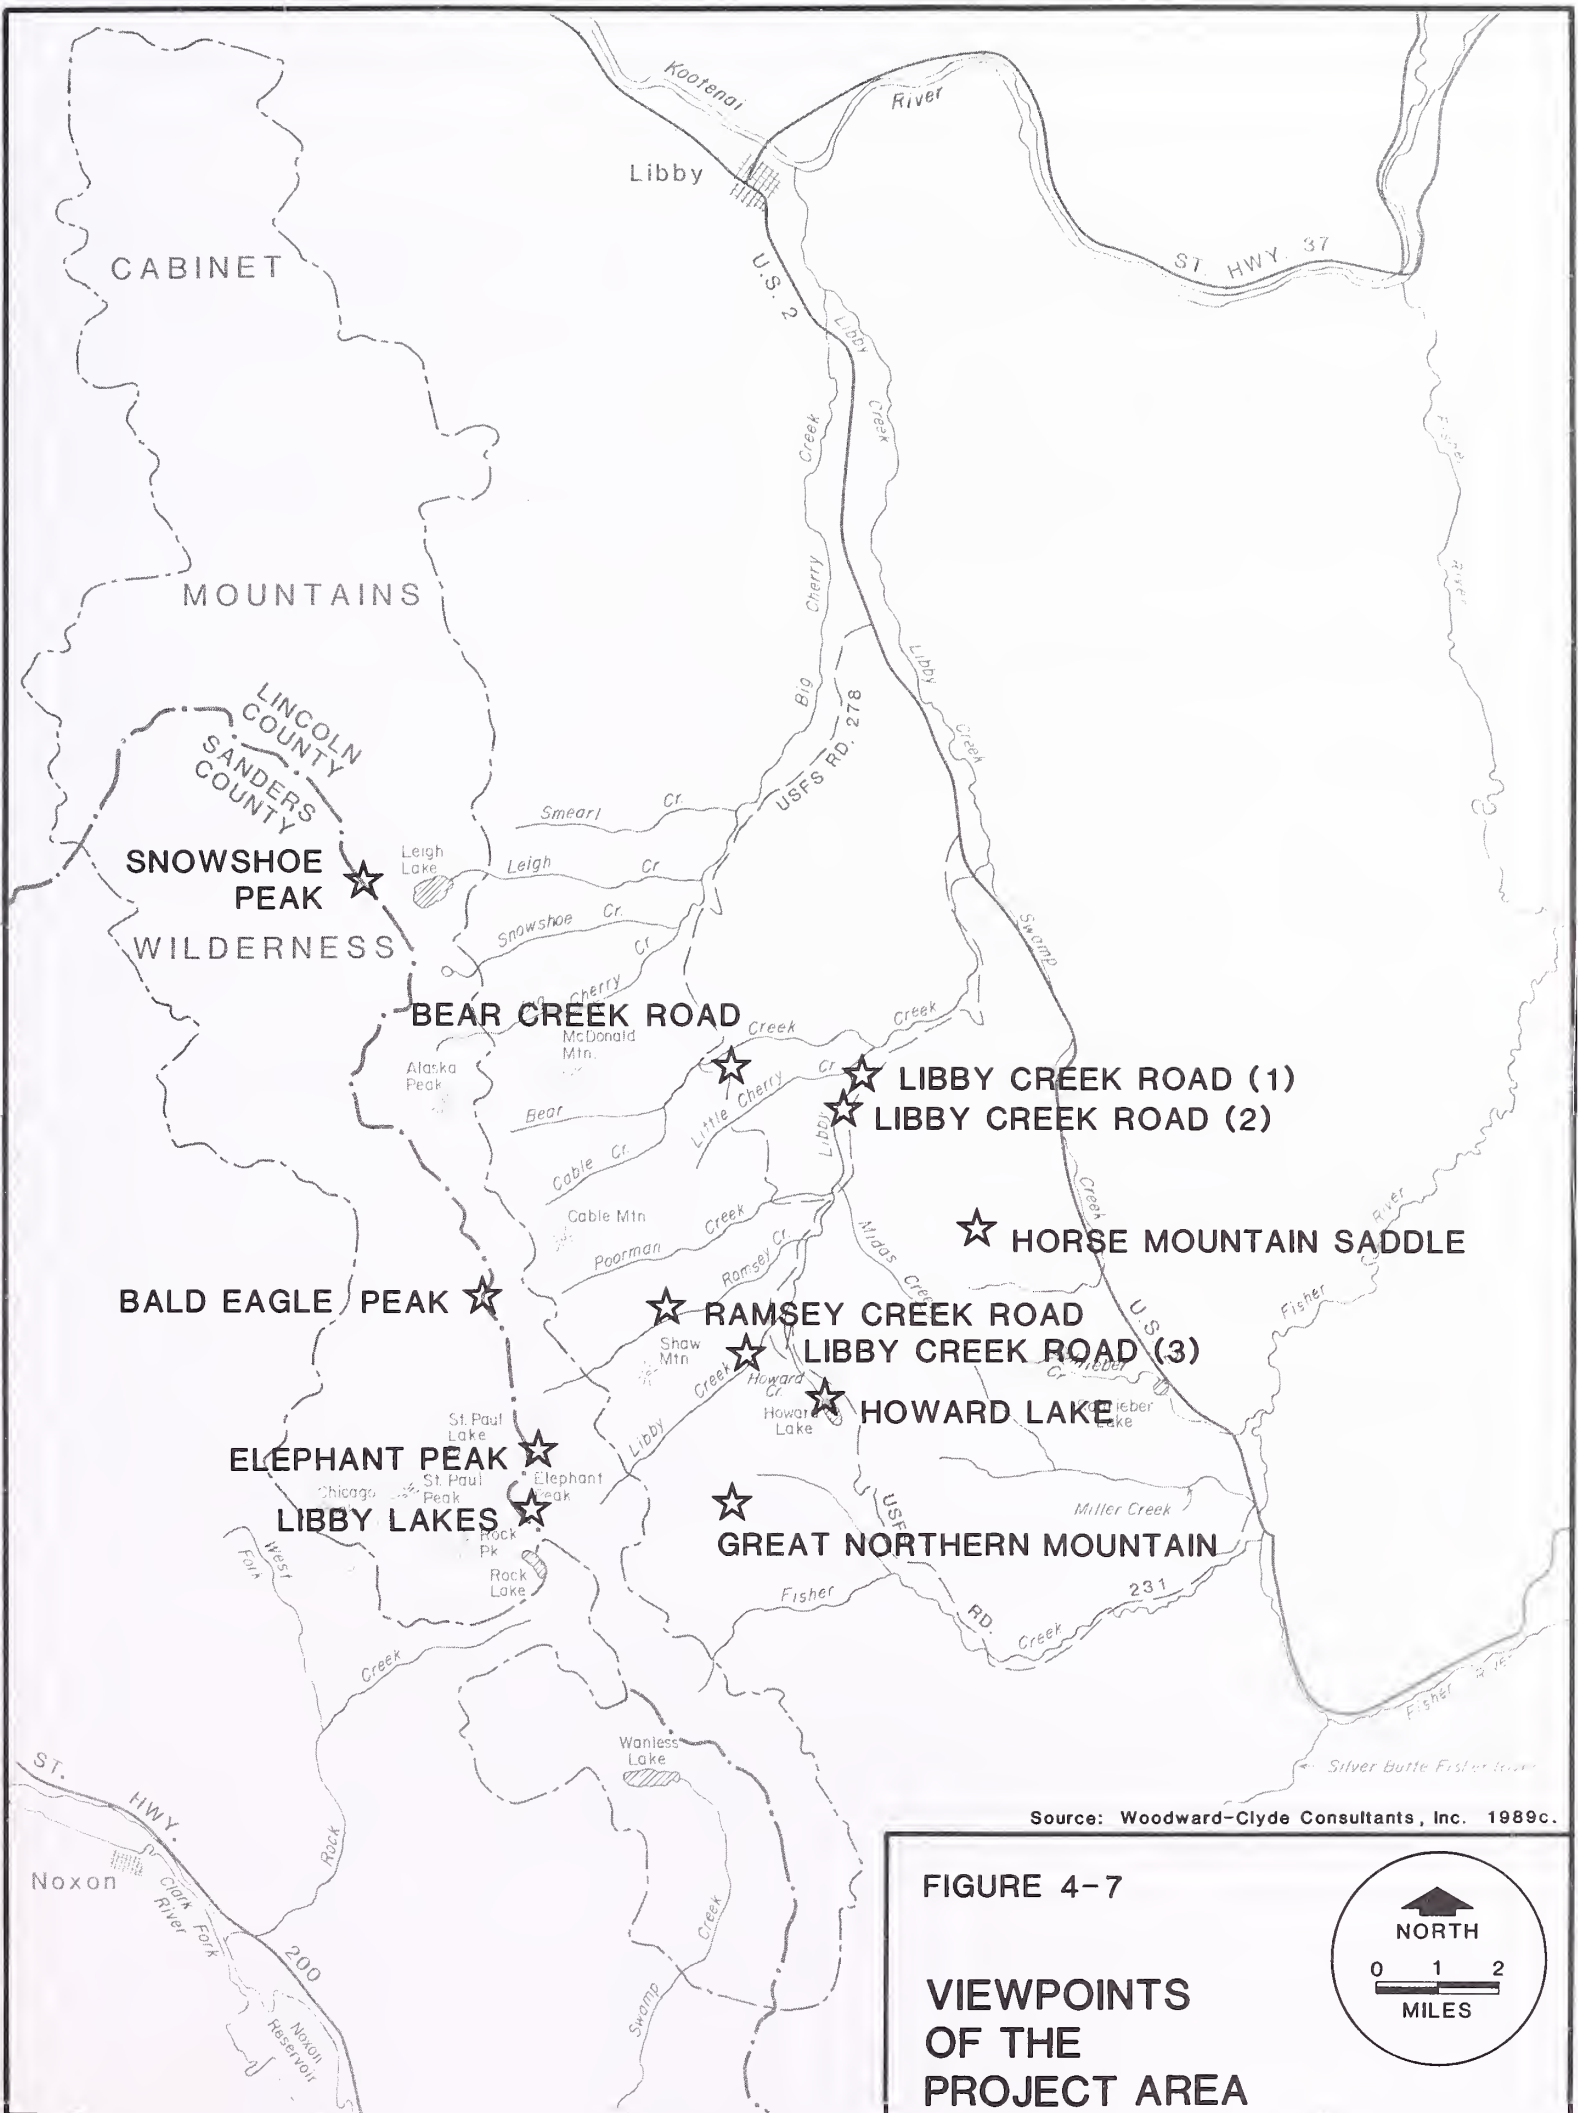 Kootenai
River
Libby
ST. HWY. 37
CABINET
U.S. 2
Libby
Creek
Creek
Fisher
MOUNTAINS
Cherry
River
Libby
Big
USFS RD. 278
Creek
LINCOLN
COUNTY
SANDERS
COUNTY
Smearl Cr.
SNOWSHOE
PEAK
Leigh
Lake
Leigh Cr
Snowshoe Cr.
Swamp
WILDERNESS
Cherry Cr
BEAR CREEK ROAD
Creek
Creek
McDonald
Mtn.
Alaska
Peak
LIBBY CREEK ROAD (1)
Little Cherry Cr
LIBBY CREEK ROAD (2)
Bear
Libby
Cable Cr.
Creek
Cable Mtn
Poorman Creek
Midas Creek
River
HORSE MOUNTAIN SADDLE
Ramsey Cr.
BALD EAGLE PEAK
RAMSEY CREEK ROAD
Fisher
U.S.
Shaw
Mtn
LIBBY CREEK ROAD (3)
Cr
Howard
Cr.
Libby Creek
Howard
Lake
HOWARD LAKE
Lake
St. Paul
Lake
ELEPHANT PEAK
Elephant
Peak
St. Paul
Peak
Chicago
LIBBY LAKES
Rock
Pk
Rock
Lake
GREAT NORTHERN MOUNTAIN
Miller Creek
West
Fork
Fisher
USFS
RD.
231
Creek
Creek
Fisher River
Wanless
Lake
Silver Butte Fisher River
ST. HWY. 200
Rock
Noxon
Clark Fork
River
Noxon
Reservoir
Swamp Creek
Source: Woodward-Clyde Consultants, Inc. 1989c.
FIGURE 4-7
NORTH
0 1 2
MILES
VIEWPOINTS
OF THE
PROJECT AREA